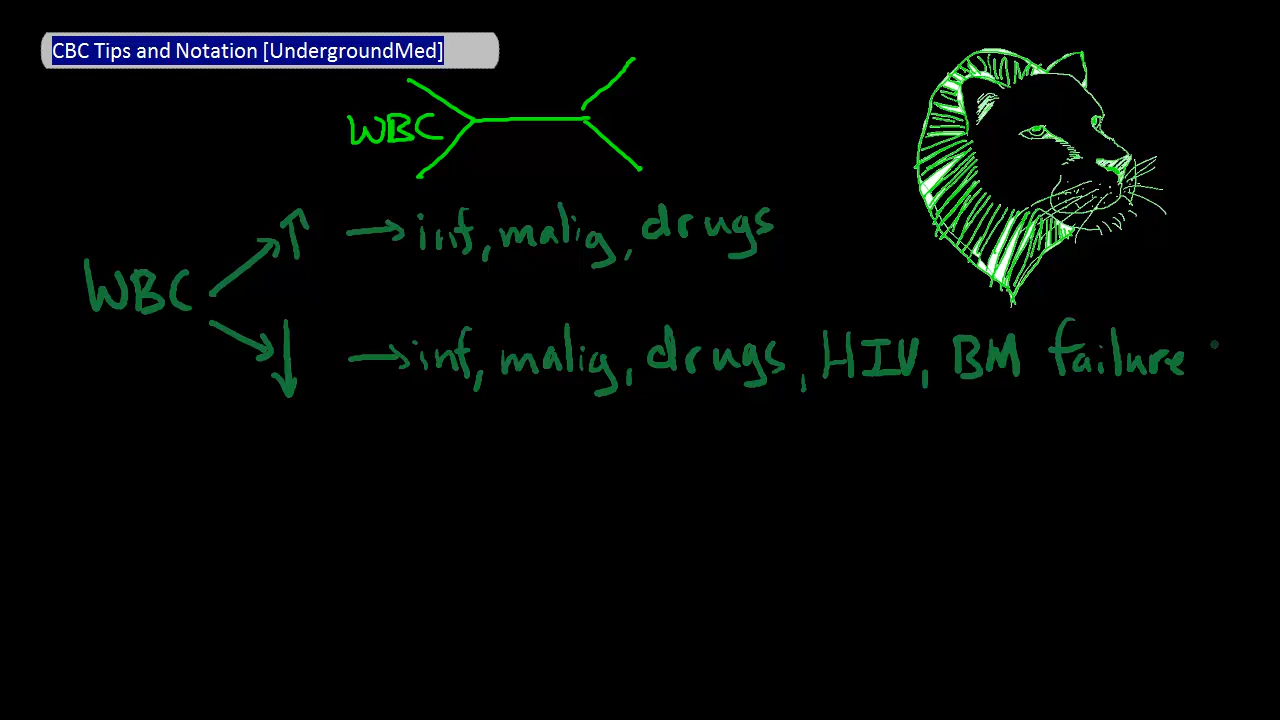 CBC Tips and Notation [UndergroundMed]
WBC
↑ → inf, malig, drugs
WBC
↓ → inf, malig, drugs, HIV, BM failure